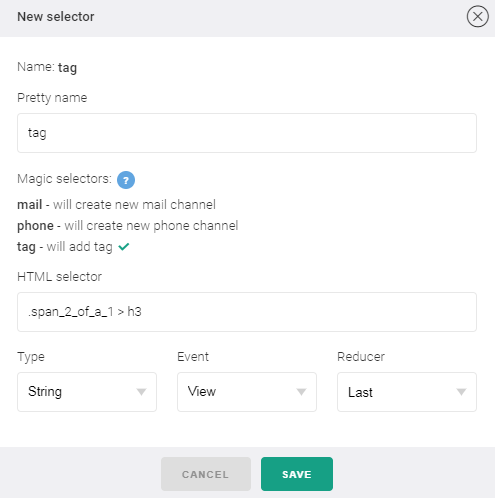 New selector
Name: tag
Pretty name
tag
Magic selectors: ?
mail - will create new mail channel
phone - will create new phone channel
tag - will add tag
HTML selector
.span_2_of_a_1 > h3
Type Event Reducer
String View Last
CANCEL SAVE